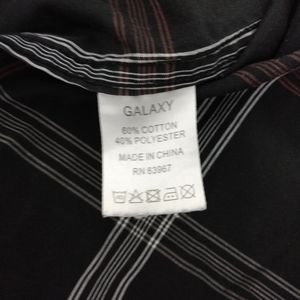 GALAXY
60% COTTON
40% POLYESTER
MADE IN CHINA
RN 63967